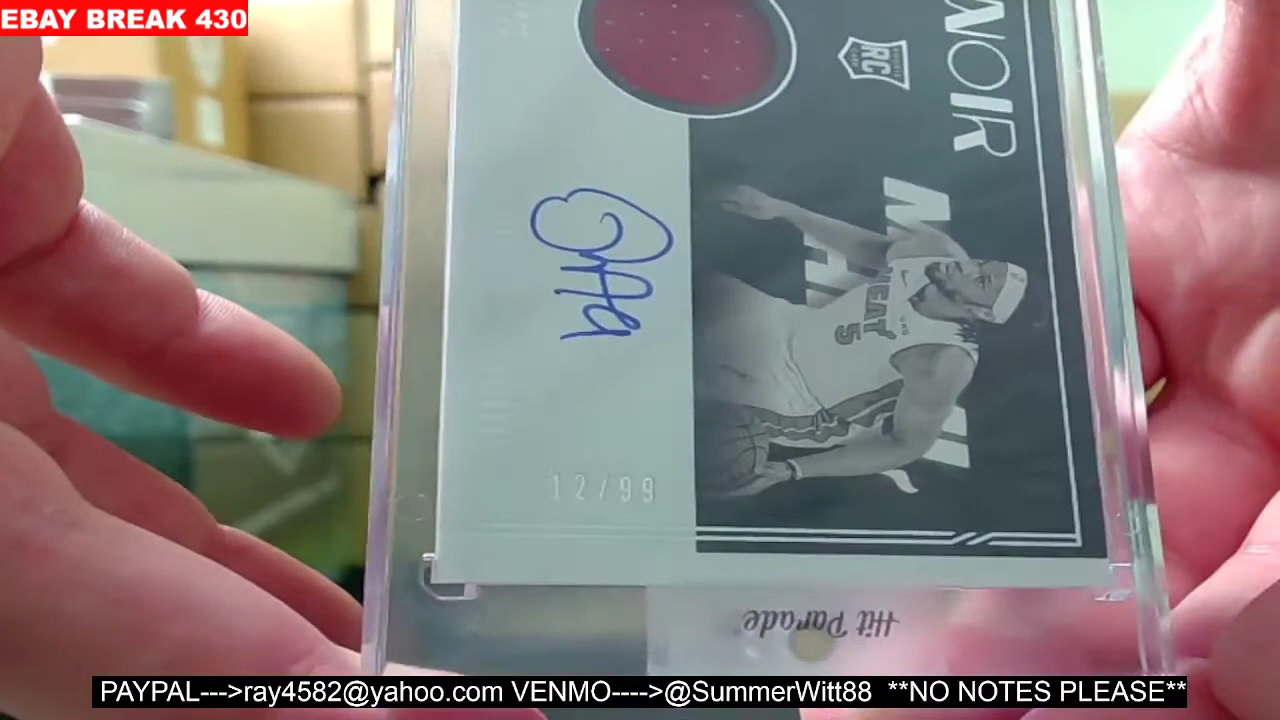 EBAY BREAK 430
NOIR
RC
HEAT
5
12/99
Hit Parade
PAYPAL--->ray4582@yahoo.com VENMO---->@SummerWitt88 **NO NOTES PLEASE**